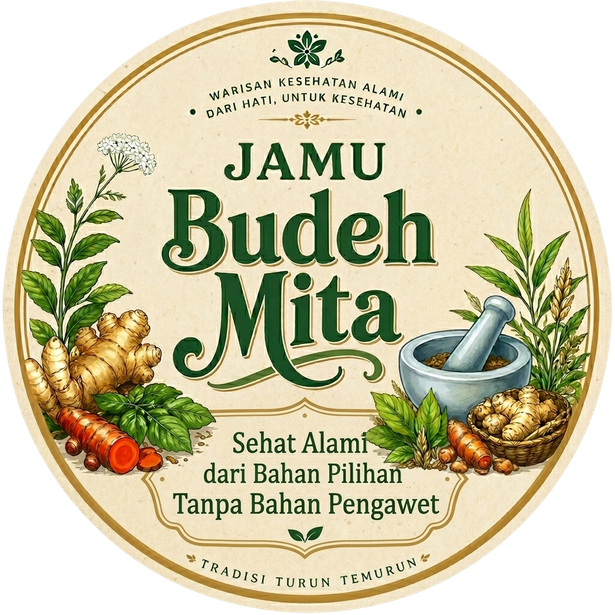 WARISAN KESEHATAN ALAMI
DARI HATI, UNTUK KESEHATAN
JAMU
Budeh
Mita
Sehat Alami
dari Bahan Pilihan
Tanpa Bahan Pengawet
TRADISI TURUN TEMURUN